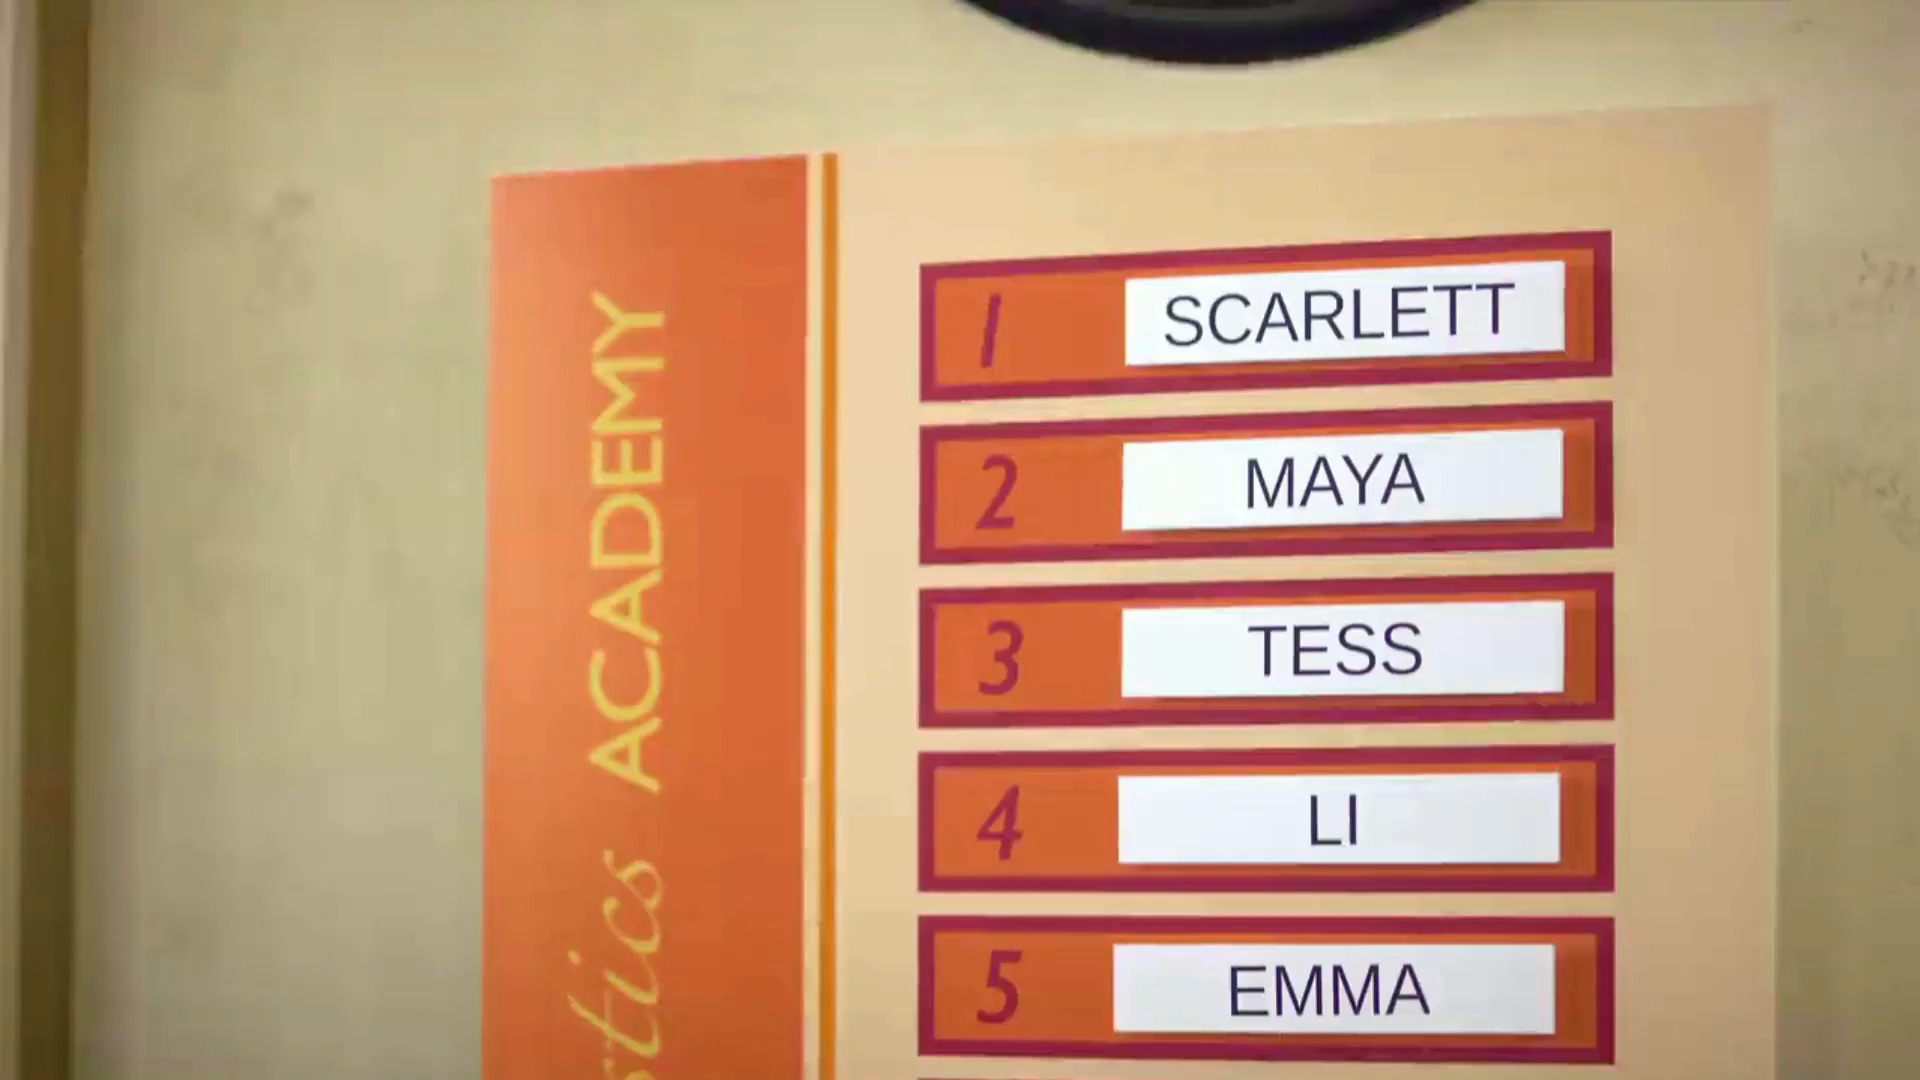 ACADEMY
1 SCARLETT
2 MAYA
3 TESS
4 LI
5 EMMA